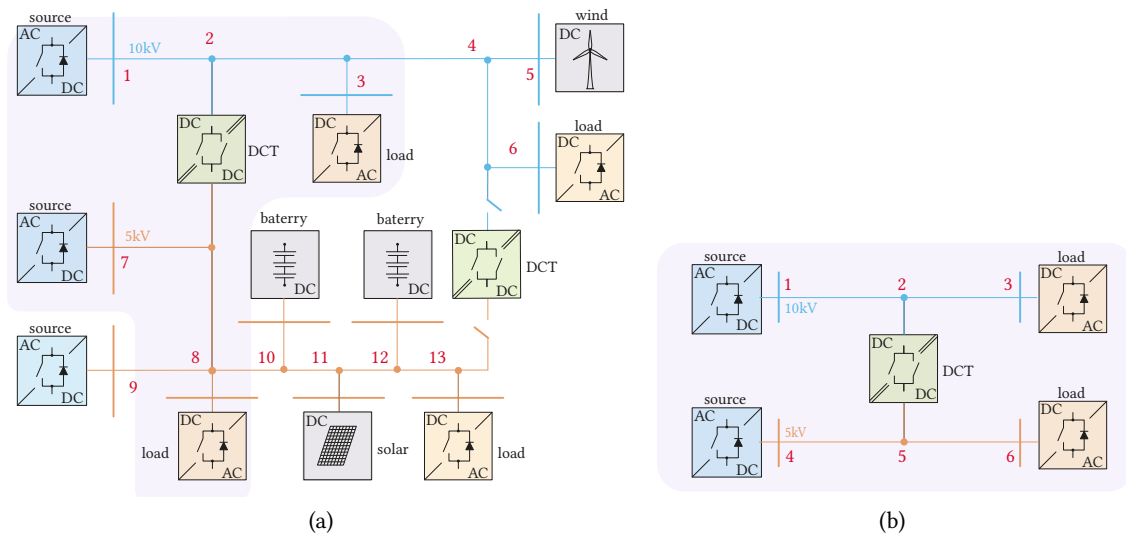 source
AC
DC
10kV
1
2
3
4
5
wind
DC
DC
DC
DCT
DC
AC
load
6
load
DC
AC
source
AC
DC
5kV
7
baterry
DC
baterry
DC
DC
DC
DCT
source
AC
DC
9
8
10
11
12
13
load
DC
AC
DC
solar
DC
AC
load
(a)
source
AC
DC
1
10kV
2
3
load
DC
AC
DC
DC
DCT
source
AC
DC
5kV
4
5
6
load
DC
AC
(b)